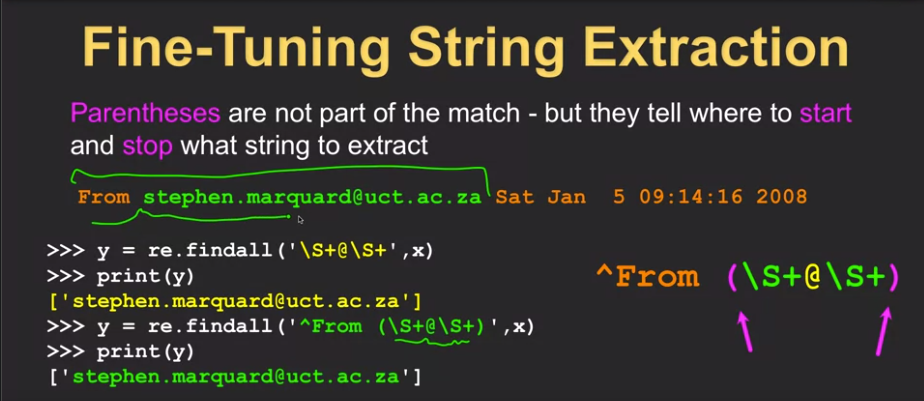 Fine-Tuning String Extraction
Parentheses are not part of the match - but they tell where to start
and stop what string to extract
From stephen.marquard@uct.ac.za Sat Jan  5 09:14:16 2008
>>> y = re.findall('\S+@\S+',x)
>>> print(y)
['stephen.marquard@uct.ac.za']
>>> y = re.findall('^From (\S+@\S+)',x)
>>> print(y)
['stephen.marquard@uct.ac.za']
^From (\S+@\S+)